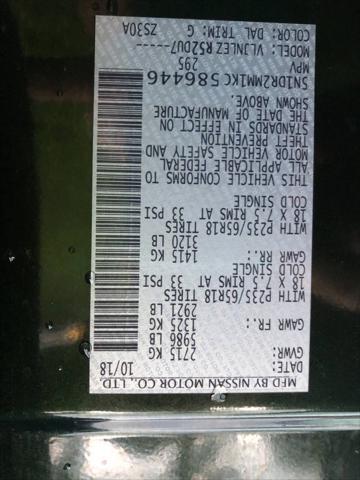 MFD BY NISSAN MOTOR CO., LTD.
DATE: 10/18
GVWR: 2715 KG
5986 LB
GAWR FR.: 1325 KG
2921 LB
WITH P235/65R18 TIRES
18 X 7.5 RIMS AT 33 PSI
COLD SINGLE
GAWR RR: 1415 KG
3120 LB
WITH P235/65R18 TIRES
18 X 7.5 RIMS AT 33 PSI
COLD SINGLE
THIS VEHICLE CONFORMS TO
ALL APPLICABLE FEDERAL
MOTOR VEHICLE SAFETY AND
THEFT PREVENTION
STANDARDS IN EFFECT ON
THE DATE OF MANUFACTURE
SHOWN ABOVE.
5N1DR2MM1KC586446
MPV 295
MODEL: VLJNLEZ R52DU7-----
COLOR: DAL TRIM: G ZS30A